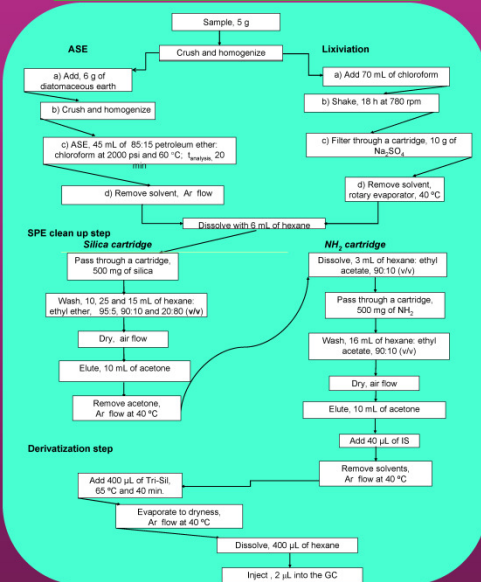 Sample, 5 g
ASE
Lixiviation
Crush and homogenize
a) Add, 6 g of
diatomaceous earth
a) Add 70 mL of chloroform
b) Crush and homogenize
b) Shake, 18 h at 780 rpm
c) ASE, 45 mL of 85:15 petroleum ether:
chloroform at 2000 psi and 60 °C; tanalysis, 20
min
c) Filter through a cartridge, 10 g of
Na2SO4
d) Remove solvent, Ar flow
d) Remove solvent,
rotary evaporator, 40 ºC
Dissolve with 6 mL of hexane
SPE clean up step
Silica cartridge
Pass through a cartridge,
500 mg of silica
Wash, 10, 25 and 15 mL of hexane:
ethyl ether, 95:5, 90:10 and 20:80 (v/v)
Dry, air flow
Elute, 10 mL of acetone
Remove acetone,
Ar flow at 40 ºC
NH2 cartridge
Dissolve, 3 mL of hexane: ethyl
acetate, 90:10 (v/v)
Pass through a cartridge,
500 mg of NH2
Wash, 16 mL of hexane: ethyl
acetate, 90:10 (v/v)
Dry, air flow
Elute, 10 mL of acetone
Add 40 µL of IS
Remove solvents,
Ar flow at 40 ºC
Derivatization step
Add 400 µL of Tri-Sil,
65 ºC and 40 min.
Evaporate to dryness,
Ar flow at 40 ºC
Dissolve, 400 µL of hexane
Inject , 2 µL into the GC